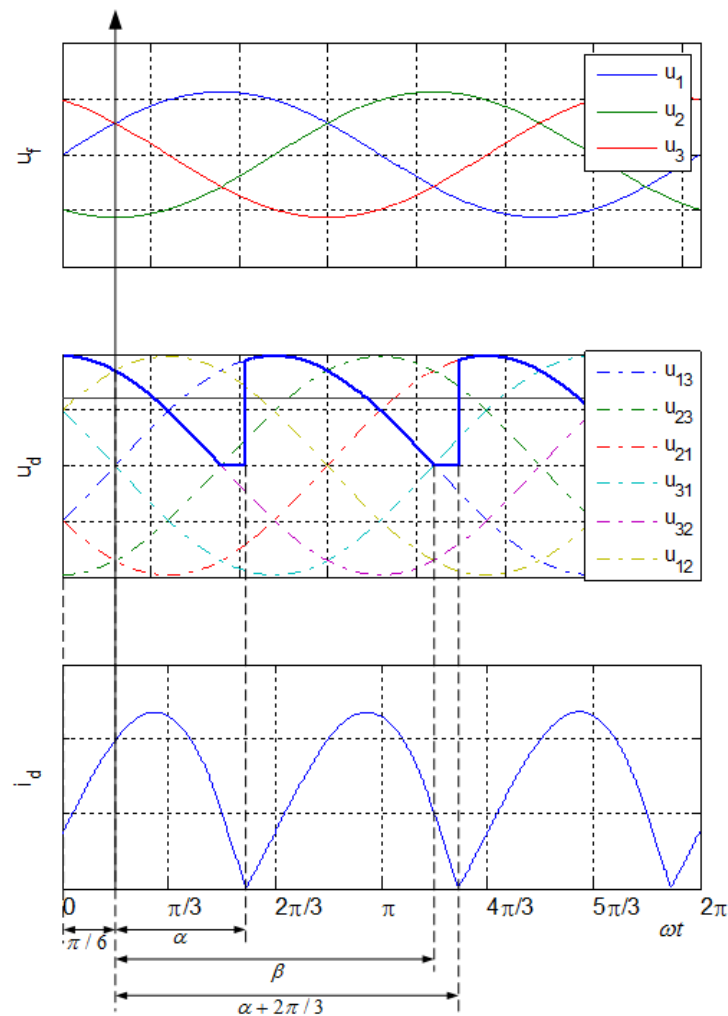 u_f
u_1
u_2
u_3
u_d
u_13
u_23
u_21
u_31
u_32
u_12
i_d
0 π/3 2π/3 π 4π/3 5π/3 2π
ωt
π / 6
α
β
α + 2π / 3